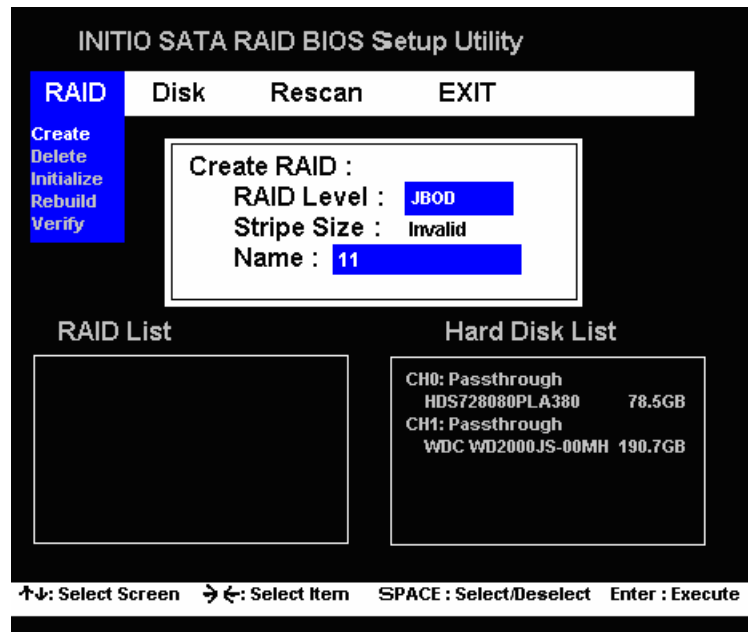 INITIO SATA RAID BIOS Setup Utility
RAID Disk Rescan EXIT
Create
Delete
Initialize
Rebuild
Verify
Create RAID :
RAID Level : JBOD
Stripe Size : Invalid
Name : 11
RAID List
Hard Disk List
CH0: Passthrough
HDS728080PLA380 78.5GB
CH1: Passthrough
WDC WD2000JS-00MH 190.7GB
↑↓: Select Screen →←: Select Item SPACE : Select/Deselect Enter : Execute